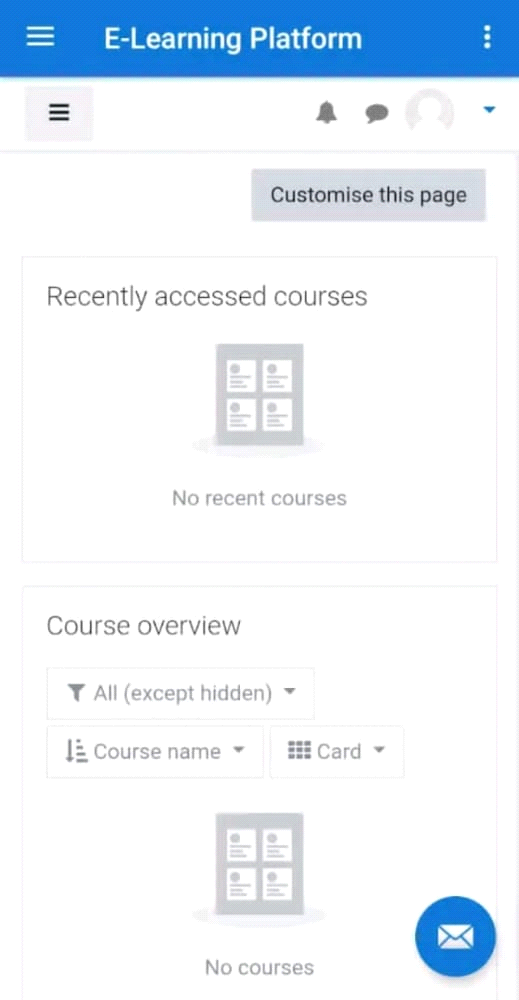 E-Learning Platform
Customise this page
Recently accessed courses
No recent courses
Course overview
All (except hidden)
Course name
Card
No courses